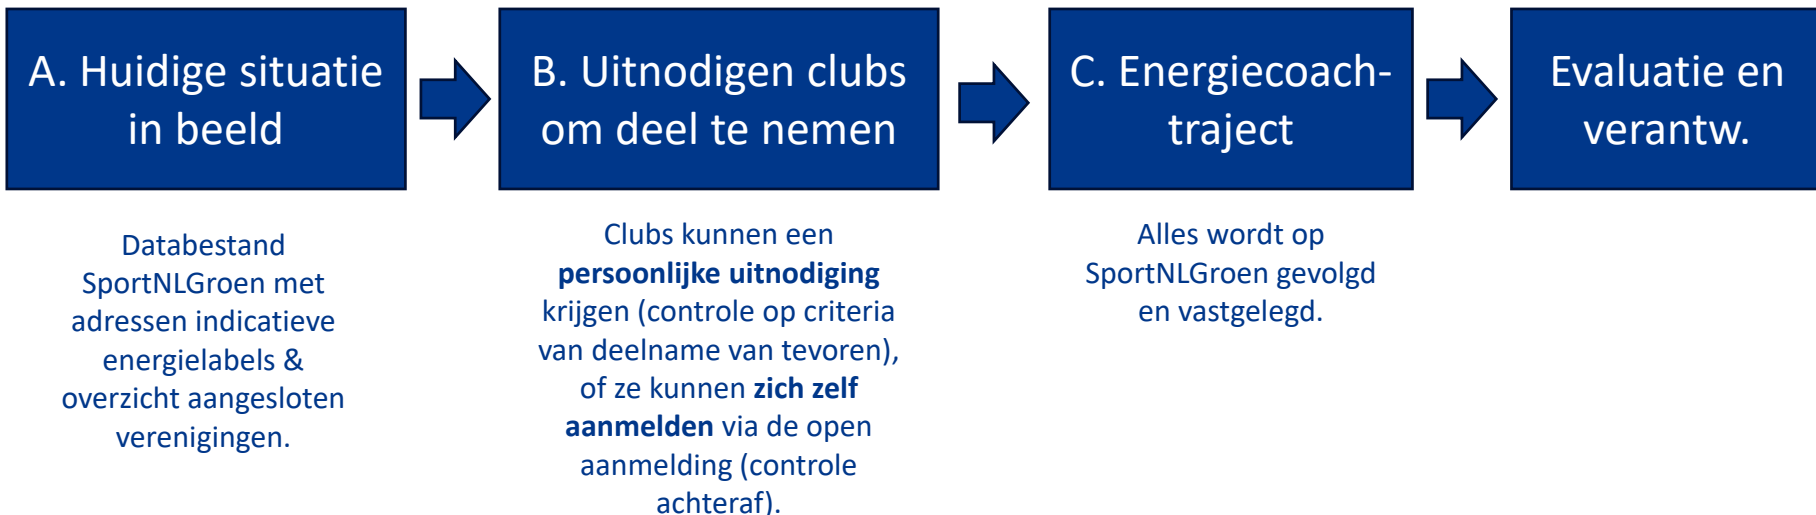 A. Huidige situatie
in beeld
B. Uitnodigen clubs
om deel te nemen
C. Energiecoach-
traject
Evaluatie en
verantw.
Databestand
SportNLGroen met
adressen indicatieve
energielabels &
overzicht aangesloten
verenigingen.
Clubs kunnen een
persoonlijke uitnodiging
krijgen (controle op criteria
van deelname van tevoren),
of ze kunnen zich zelf
aanmelden via de open
aanmelding (controle
achteraf).
Alles wordt op
SportNLGroen gevolgd
en vastgelegd.